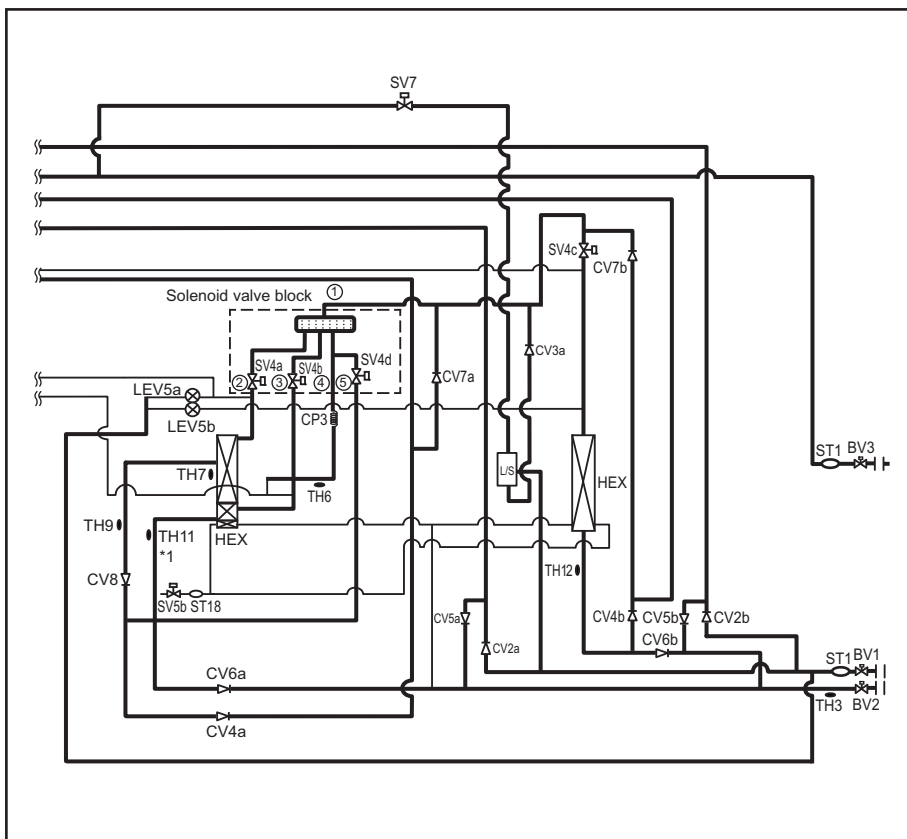 SV7
SV4c
CV7b
Solenoid valve block ①
SV4a
SV4b
SV4d
② ③ ④ ⑤
CV7a
CV3a
LEV5a
LEV5b
CP3
ST1 BV3
TH7
L/S
HEX
TH6
TH9
TH11
*1
HEX
TH12
CV8
SV5b ST18
CV5a
CV4b CV5b CV2b
CV2a
CV6b
ST1 BV1
CV6a
TH3 BV2
CV4a